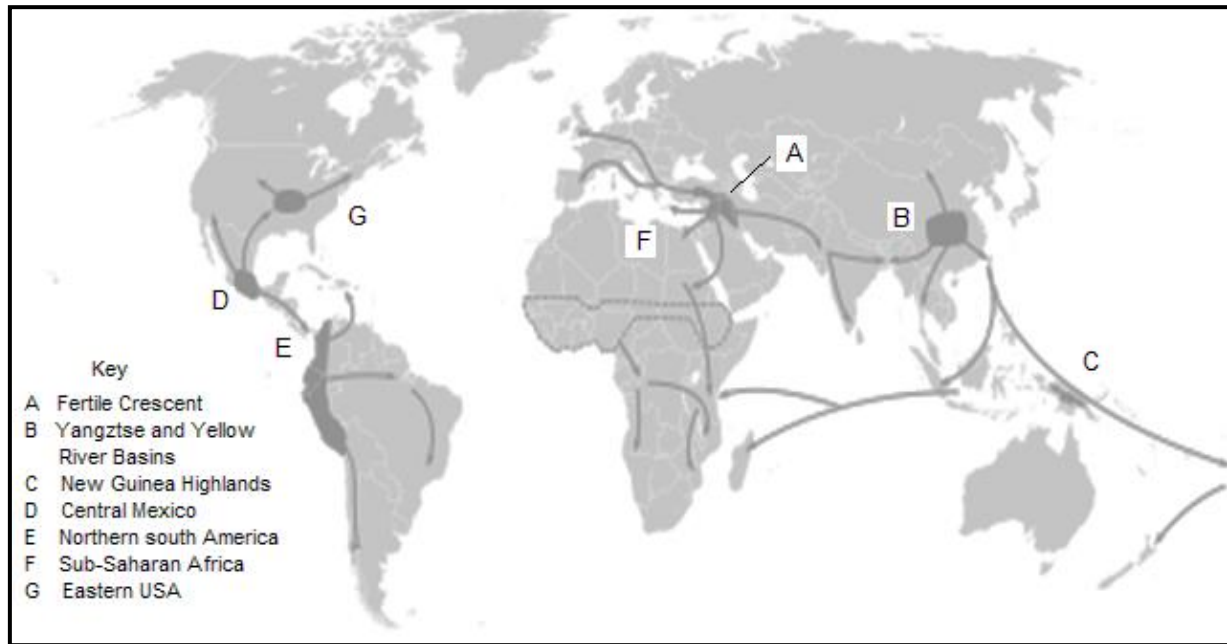 A
B
G
F
D
C
E
Key
A Fertile Crescent
B Yangztse and Yellow
River Basins
C New Guinea Highlands
D Central Mexico
E Northern south America
F Sub-Saharan Africa
G Eastern USA